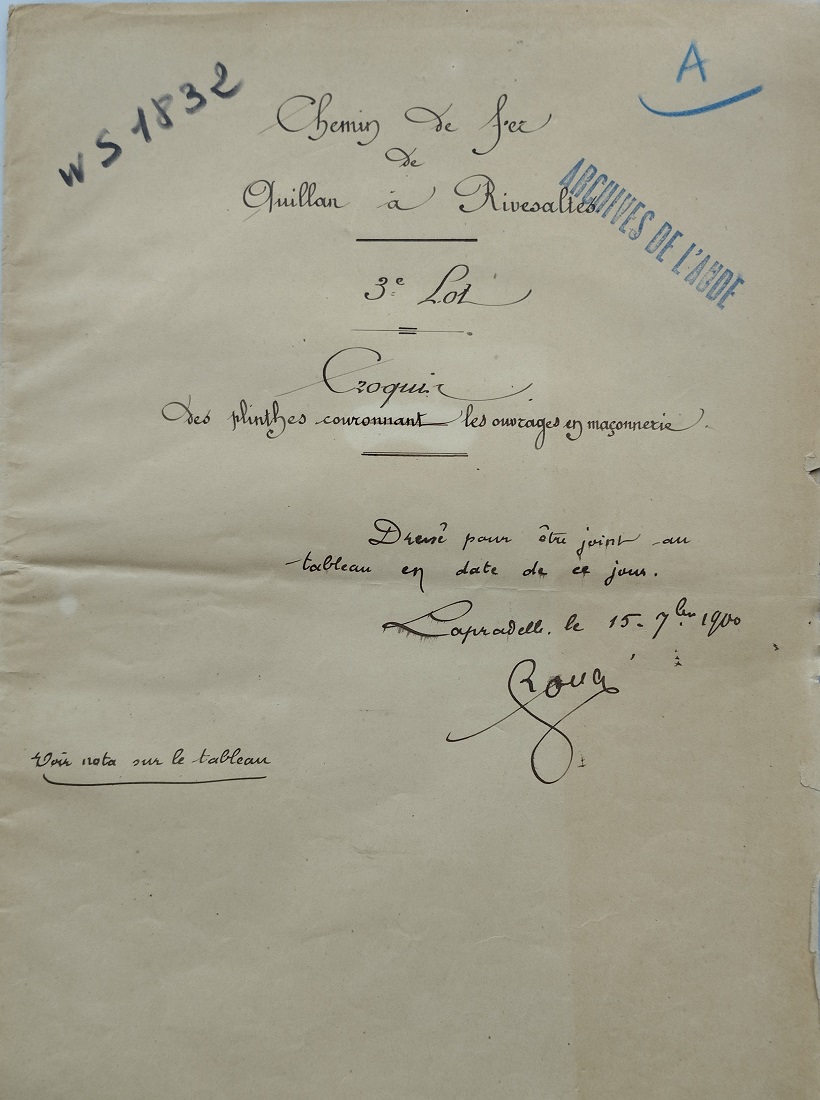 WS 1832
A
Chemin de fer
de
Quillan à Rivesaltes
ARCHIVES DE L'AUDE
3e Lot
Croquis
des plinthes couronnant les ouvrages en maçonnerie.
Dressé pour être joint au
tableau en date de ce jour.
Lapradelle, le 15 - 7bre 1900
Voir nota sur le tableau